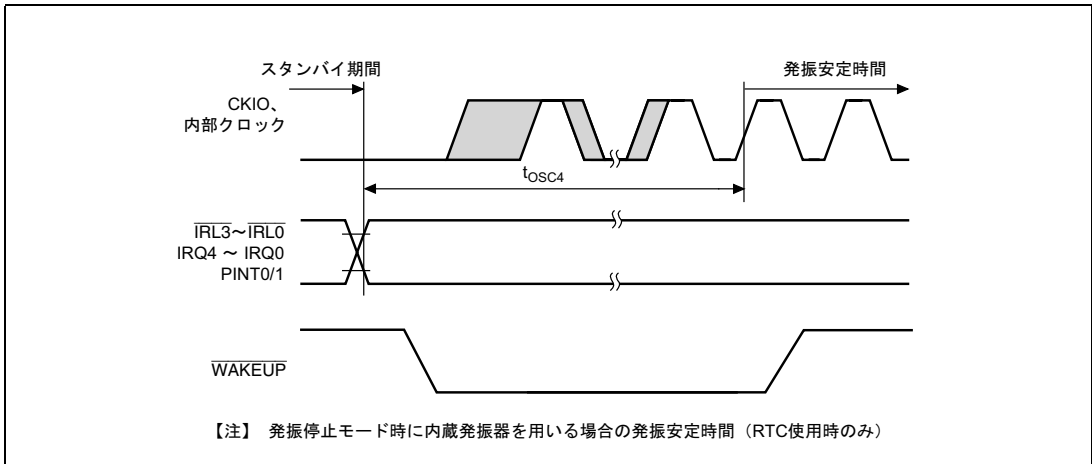 スタンバイ期間
発振安定時間
CKIO、
内部クロック
tOSC4
IRL3～IRL0
IRQ4 ～ IRQ0
PINT0/1
WAKEUP
【注】 発振停止モード時に内蔵発振器を用いる場合の発振安定時間（RTC使用時のみ）